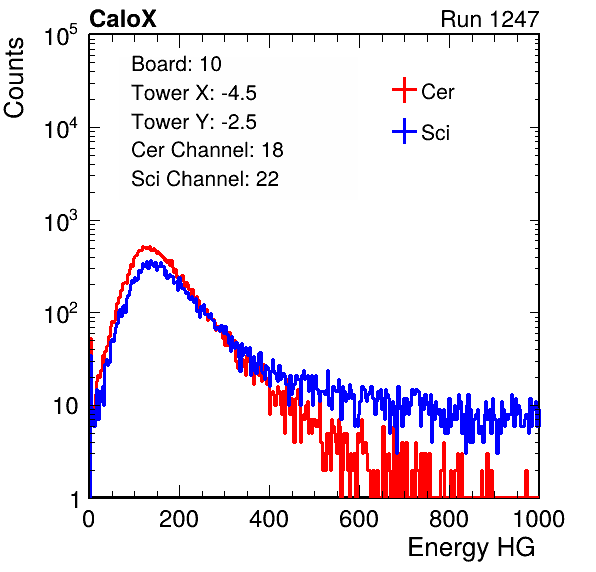 CaloX Run 1247
Counts
10^5
10^4
10^3
10^2
10
1
Board: 10
Tower X: -4.5
Tower Y: -2.5
Cer Channel: 18
Sci Channel: 22
Cer
Sci
0 200 400 600 800 1000
Energy HG